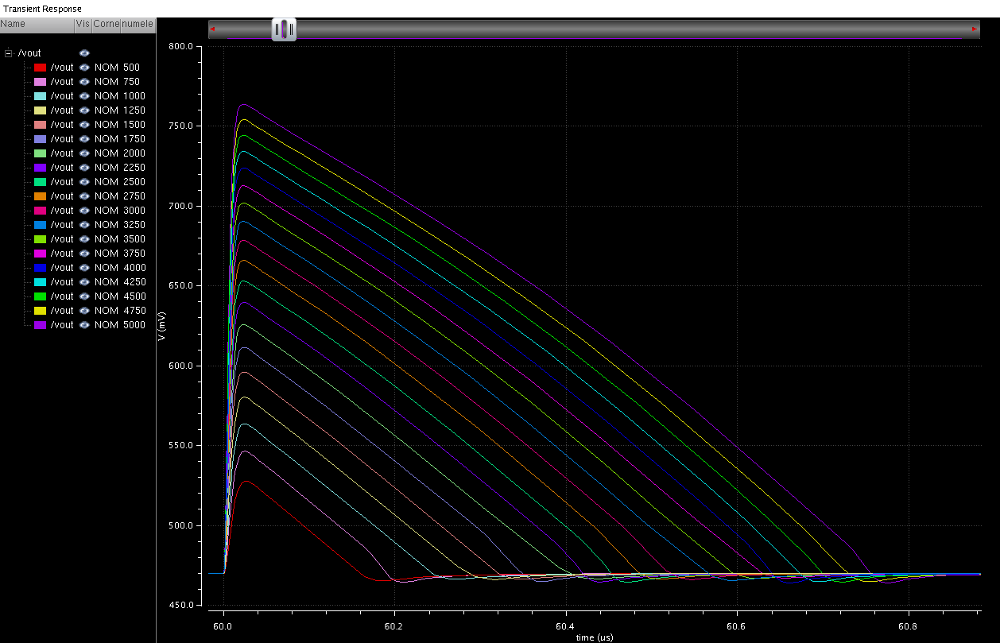 Transient Response
Name Vis Corne numele
/vout
/vout NOM 500
/vout NOM 750
/vout NOM 1000
/vout NOM 1250
/vout NOM 1500
/vout NOM 1750
/vout NOM 2000
/vout NOM 2250
/vout NOM 2500
/vout NOM 2750
/vout NOM 3000
/vout NOM 3250
/vout NOM 3500
/vout NOM 3750
/vout NOM 4000
/vout NOM 4250
/vout NOM 4500
/vout NOM 4750
/vout NOM 5000
800.0
750.0
700.0
650.0
V (mV)
600.0
550.0
500.0
450.0
60.0 60.2 60.4 60.6 60.8
time (us)